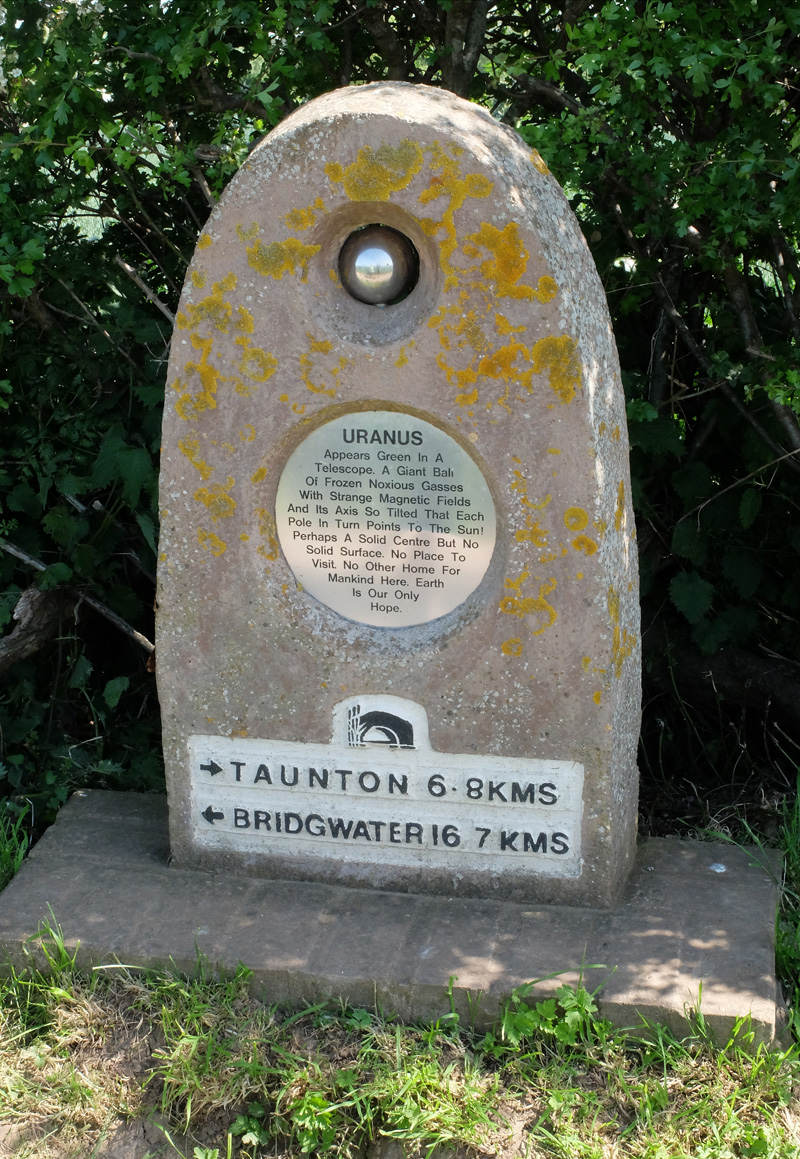 URANUS
Appears Green In A
Telescope. A Giant Ball
Of Frozen Noxious Gasses
With Strange Magnetic Fields
And Its Axis So Tilted That Each
Pole In Turn Points To The Sun!
Perhaps A Solid Centre But No
Solid Surface. No Place To
Visit. No Other Home For
Mankind Here. Earth
Is Our Only
Hope.
→ TAUNTON 6·8KMS
← BRIDGWATER 16 7 KMS